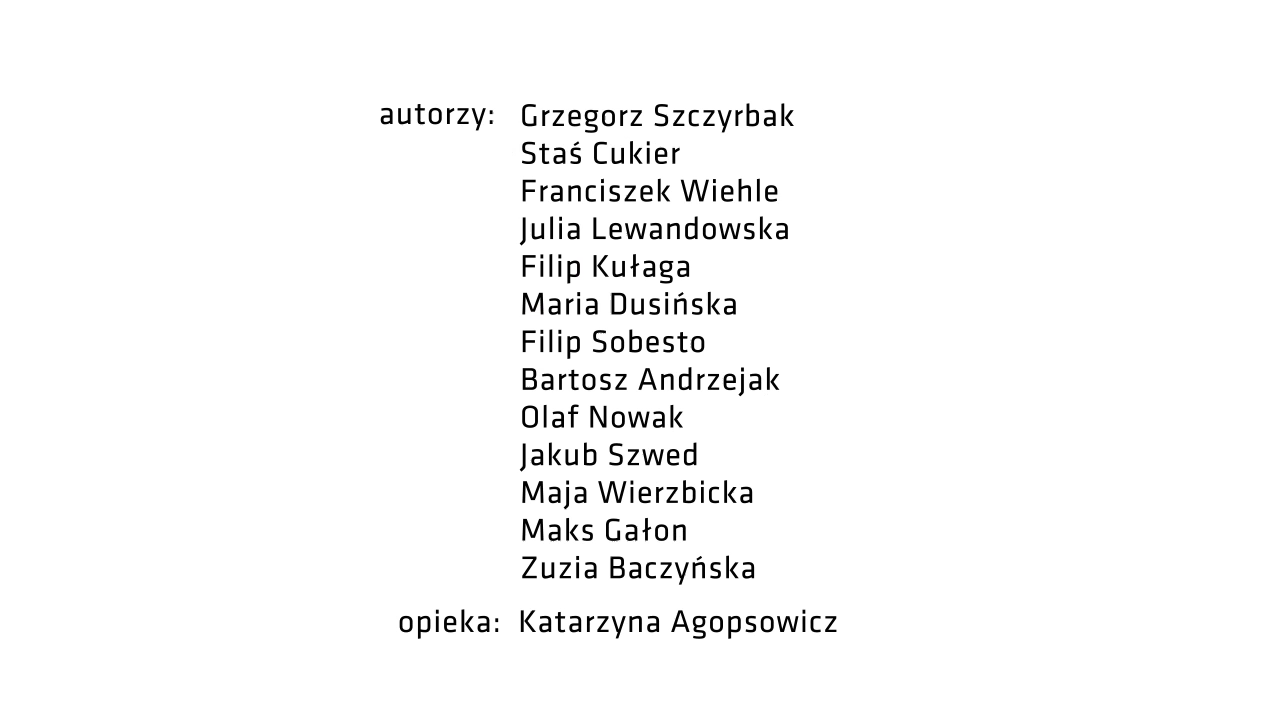 autorzy: Grzegorz Szczyrbak
Staś Cukier
Franciszek Wiehle
Julia Lewandowska
Filip Kułaga
Maria Dusińska
Filip Sobesto
Bartosz Andrzejak
Olaf Nowak
Jakub Szwed
Maja Wierzbicka
Maks Gałon
Zuzia Baczyńska
opieka: Katarzyna Agopsowicz